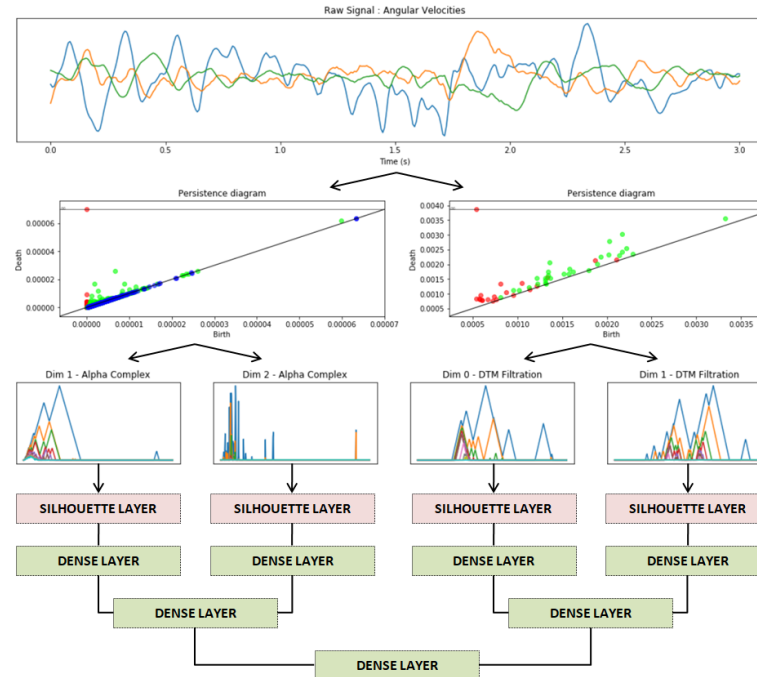 Raw Signal : Angular Velocities
0.0 0.5 1.0 1.5 2.0 2.5 3.0
Time (s)
Persistence diagram
Death
0.00006
0.00004
0.00002
0.00000
0.00000 0.00001 0.00002 0.00003 0.00004 0.00005 0.00006 0.00007
Birth
Persistence diagram
Death
0.0040
0.0035
0.0030
0.0025
0.0020
0.0015
0.0010
0.0005
0.0005 0.0010 0.0015 0.0020 0.0025 0.0030 0.0035
Birth
Dim 1 - Alpha Complex
Dim 2 - Alpha Complex
Dim 0 - DTM Filtration
Dim 1 - DTM Filtration
SILHOUETTE LAYER
SILHOUETTE LAYER
SILHOUETTE LAYER
SILHOUETTE LAYER
DENSE LAYER
DENSE LAYER
DENSE LAYER
DENSE LAYER
DENSE LAYER
DENSE LAYER
DENSE LAYER